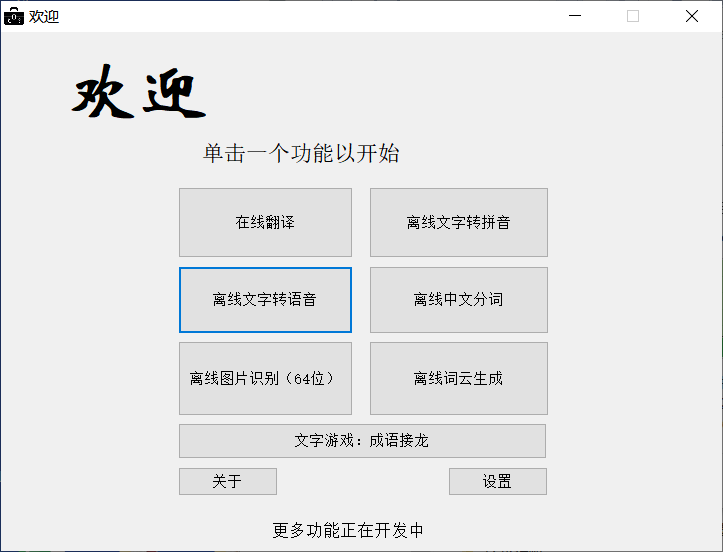 欢迎
欢迎
单击一个功能以开始
在线翻译
离线文字转拼音
离线文字转语音
离线中文分词
离线图片识别（64位）
离线词云生成
文字游戏：成语接龙
关于
设置
更多功能正在开发中